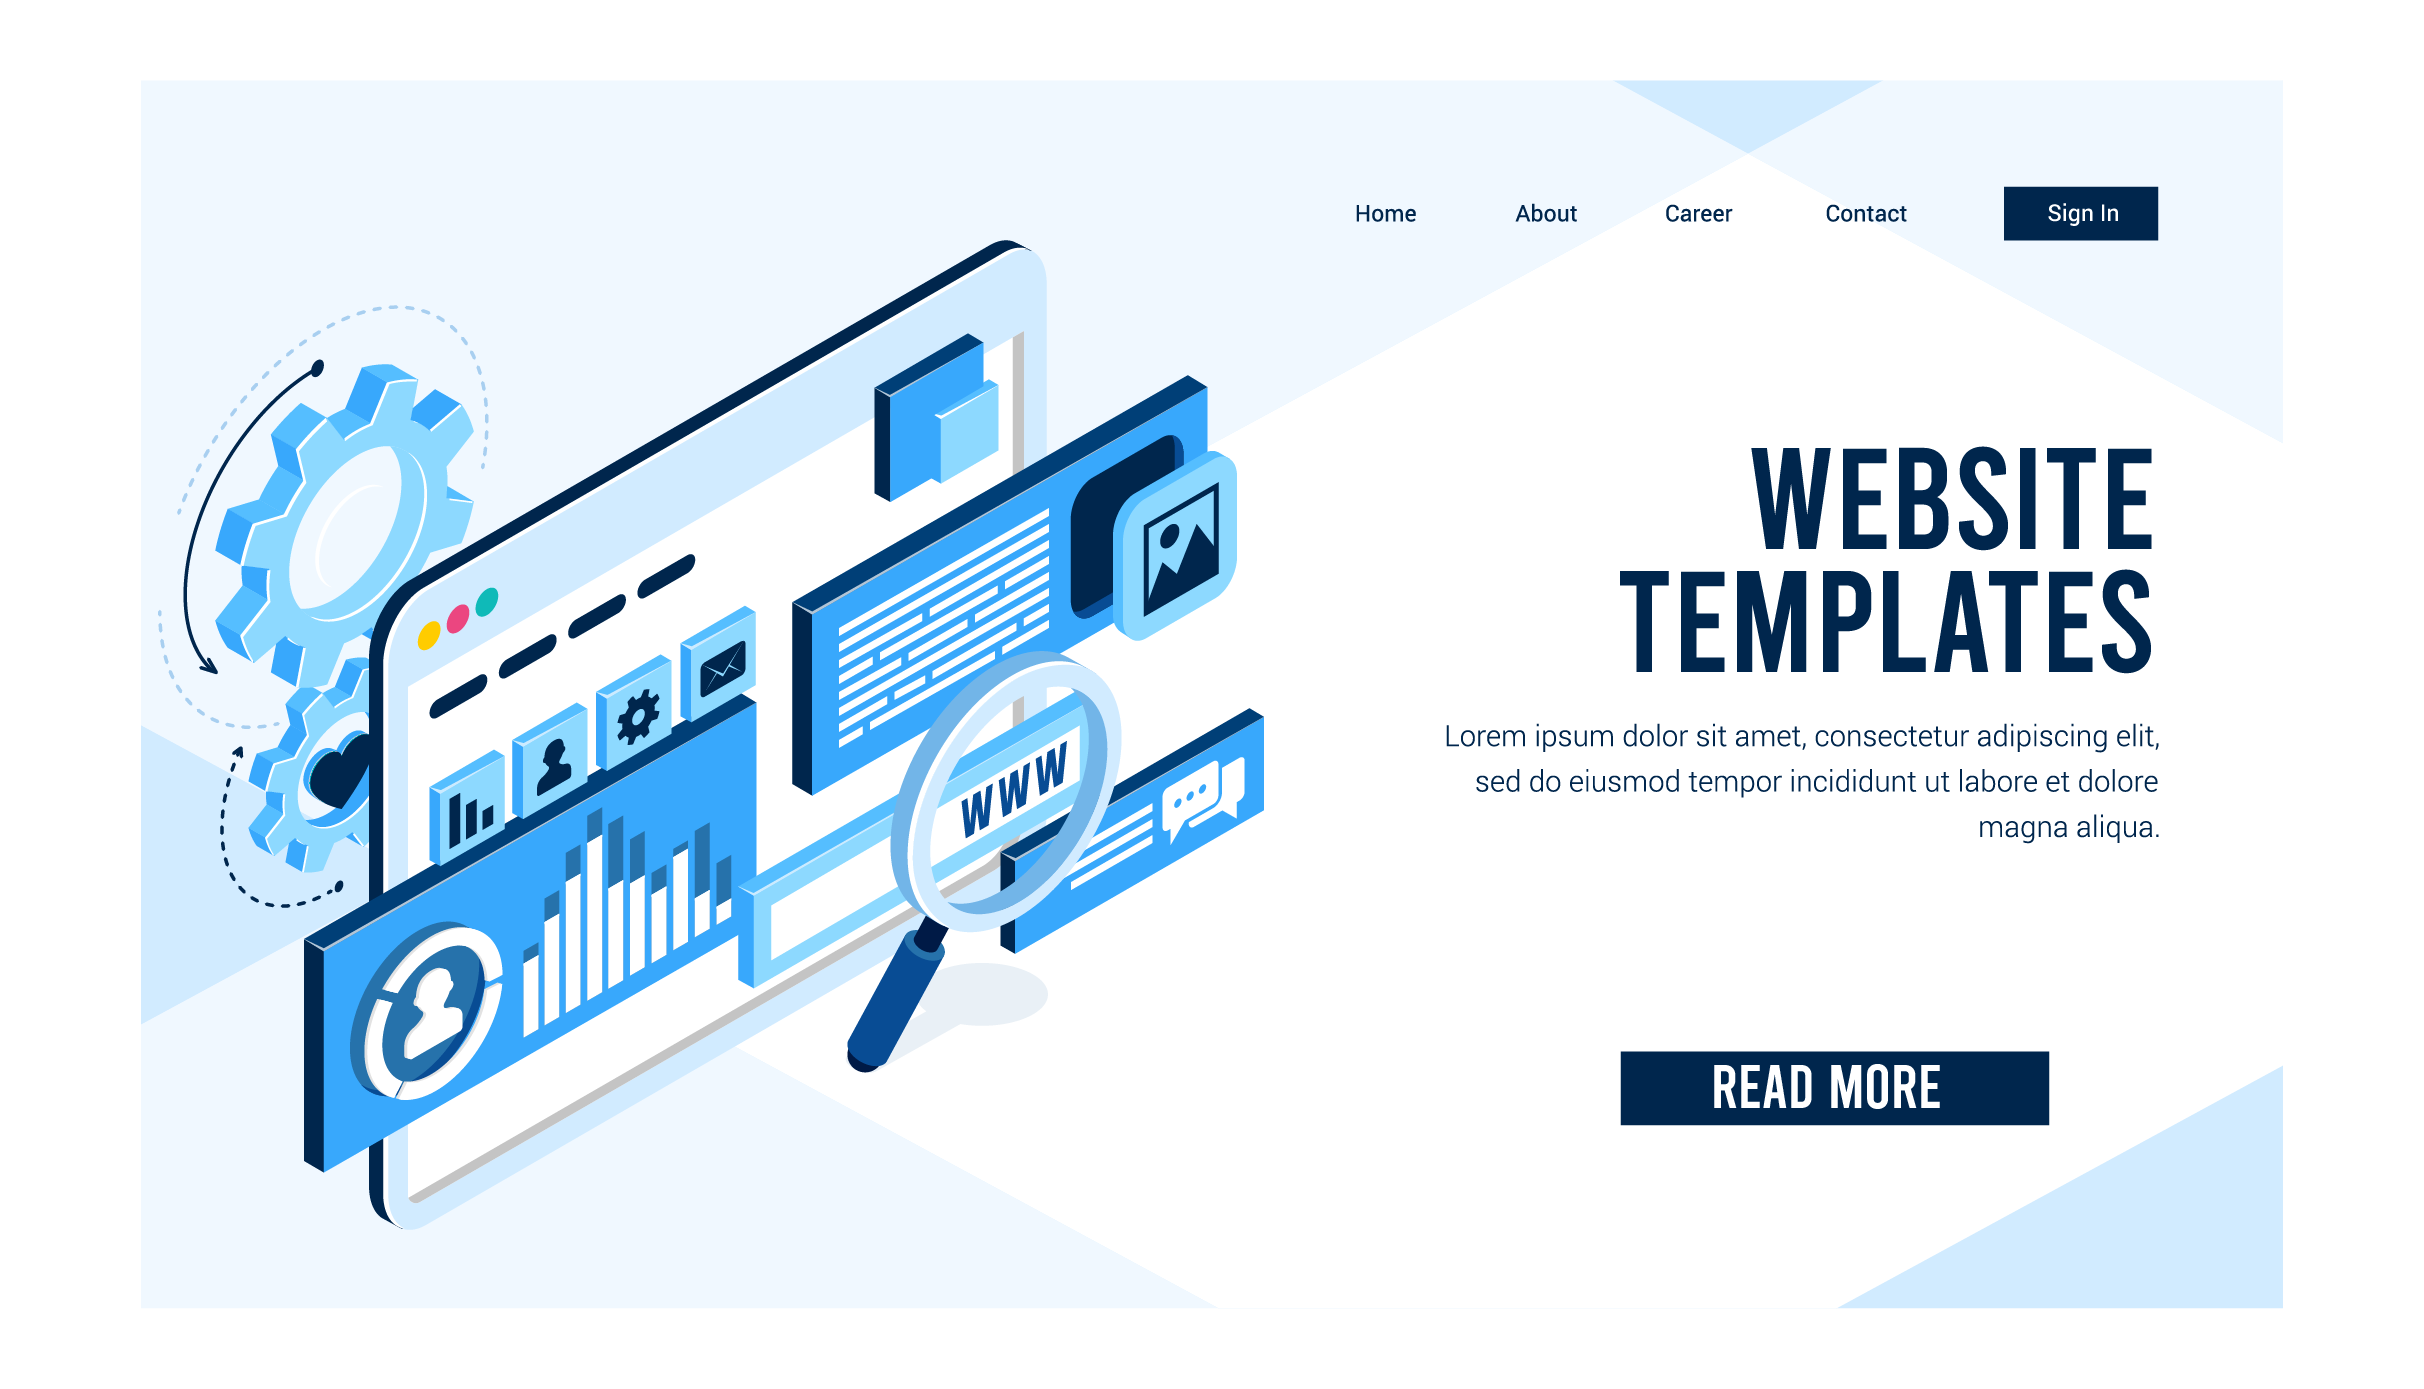 Home About Career Contact Sign In
WEBSITE
TEMPLATES
Lorem ipsum dolor sit amet, consectetur adipiscing elit,
sed do eiusmod tempor incididunt ut labore et dolore
magna aliqua.
WWW
READ MORE